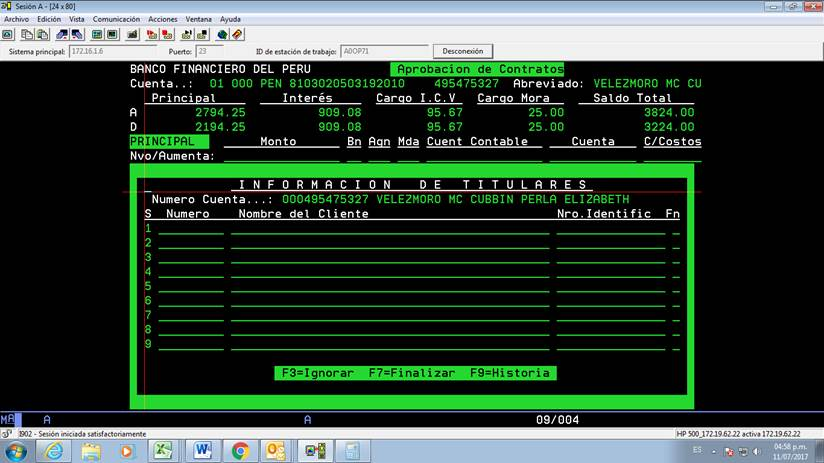 Sesión A - [24 x 80]
Archivo Edición Vista Comunicación Acciones Ventana Ayuda
Sistema principal: 172.16.1.6 Puerto: 23 ID de estación de trabajo: A0OP71 Desconexión
BANCO FINANCIERO DEL PERU Aprobacion de Contratos
Cuenta..: 01 000 PEN 8103020503192010 495475327 Abreviado: VELEZMORO MC CU
Principal Interés Cargo I.C.V Cargo Mora Saldo Total
A 2794.25 909.08 95.67 25.00 3824.00
D 2194.25 909.08 95.67 25.00 3224.00
PRINCIPAL Monto Bn Agn Mda Cuent Contable Cuenta C/Costos
Nvo/Aumenta:
INFORMACION DE TITULARES
Numero Cuenta...: 000495475327 VELEZMORO MC CUBBIN PERLA ELIZABETH
S Numero Nombre del Cliente Nro.Identific Fn
1
2
3
4
5
6
7
8
9
F3=Ignorar F7=Finalizar F9=Historia
MA A A 09/004
I902 - Sesión iniciada satisfactoriamente HP 500_172.19.62.22 activa 172.19.62.22
ES 04:58 p.m.
11/07/2017